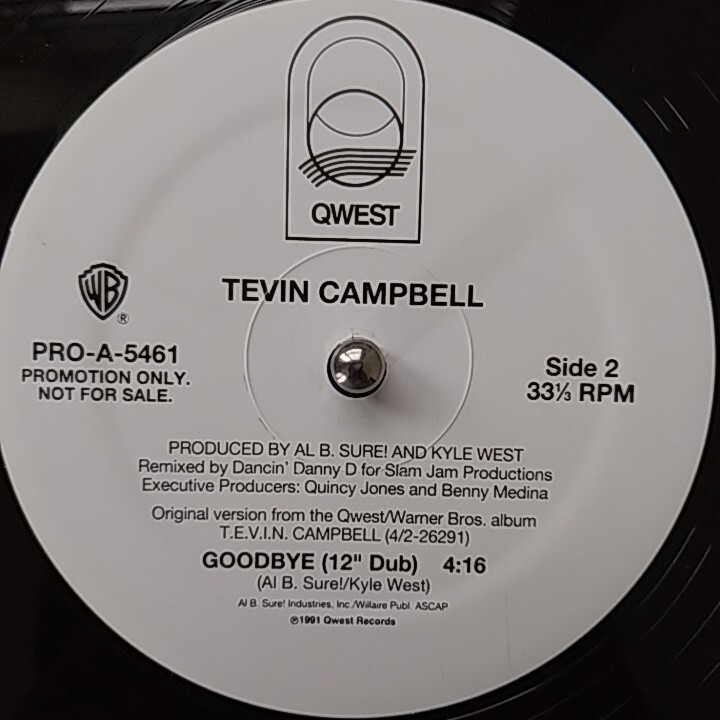 QWEST
TEVIN CAMPBELL
WB
®
PRO-A-5461
PROMOTION ONLY.
NOT FOR SALE.
Side 2
33⅓ RPM
PRODUCED BY AL B. SURE! AND KYLE WEST
Remixed by Dancin' Danny D for Slam Jam Productions
Executive Producers: Quincy Jones and Benny Medina
Original version from the Qwest/Warner Bros. album
T.E.V.I.N. CAMPBELL (4/2-26291)
GOODBYE (12" Dub) 4:16
(Al B. Sure!/Kyle West)
Al B. Sure! Industries, Inc./Willaire Publ. ASCAP
℗1991 Qwest Records